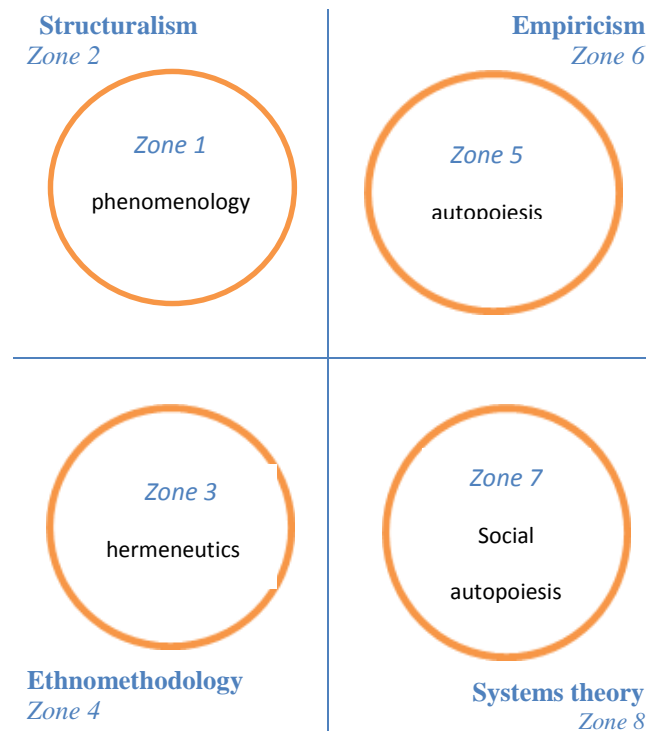 Structuralism
Zone 2
Zone 1
phenomenology
Empiricism
Zone 6
Zone 5
autopoiesis
Zone 3
hermeneutics
Ethnomethodology
Zone 4
Zone 7
Social
autopoiesis
Systems theory
Zone 8